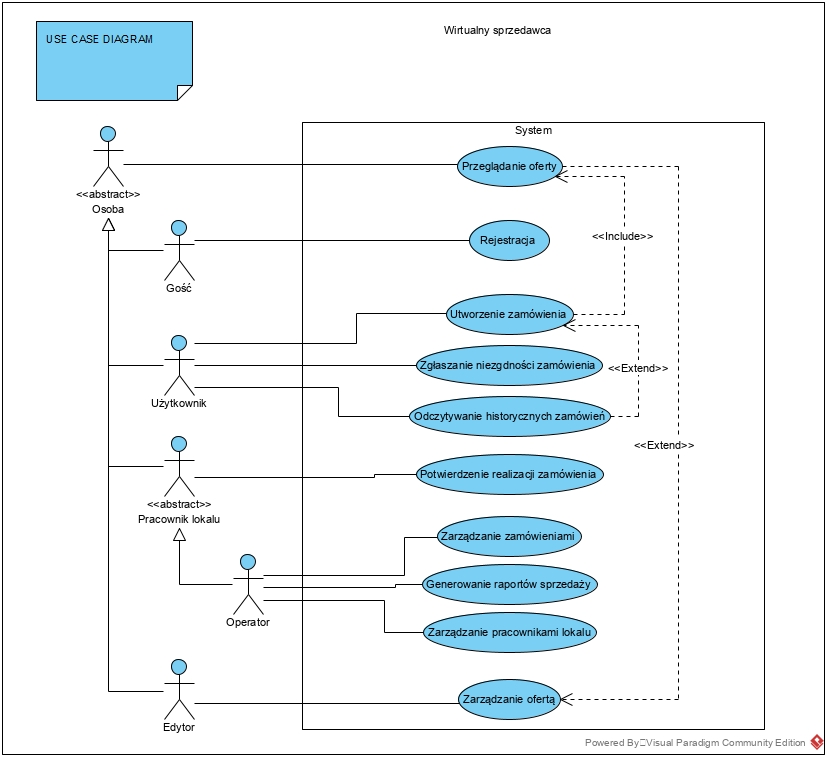 Wirtualny sprzedawca
USE CASE DIAGRAM
System
Przeglądanie oferty
<<abstract>>
Osoba
<<Include>>
Rejestracja
Gość
Utworzenie zamówienia
Zgłaszanie niezgdności zamówienia
<<Extend>>
Użytkownik
Odczytywanie historycznych zamówień
<<Extend>>
Potwierdzenie realizacji zamówienia
<<abstract>>
Pracownik lokalu
Zarządzanie zamówieniami
Generowanie raportów sprzedaży
Operator
Zarządzanie pracownikami lokalu
Zarządzanie ofertą
Edytor
Powered By Visual Paradigm Community Edition